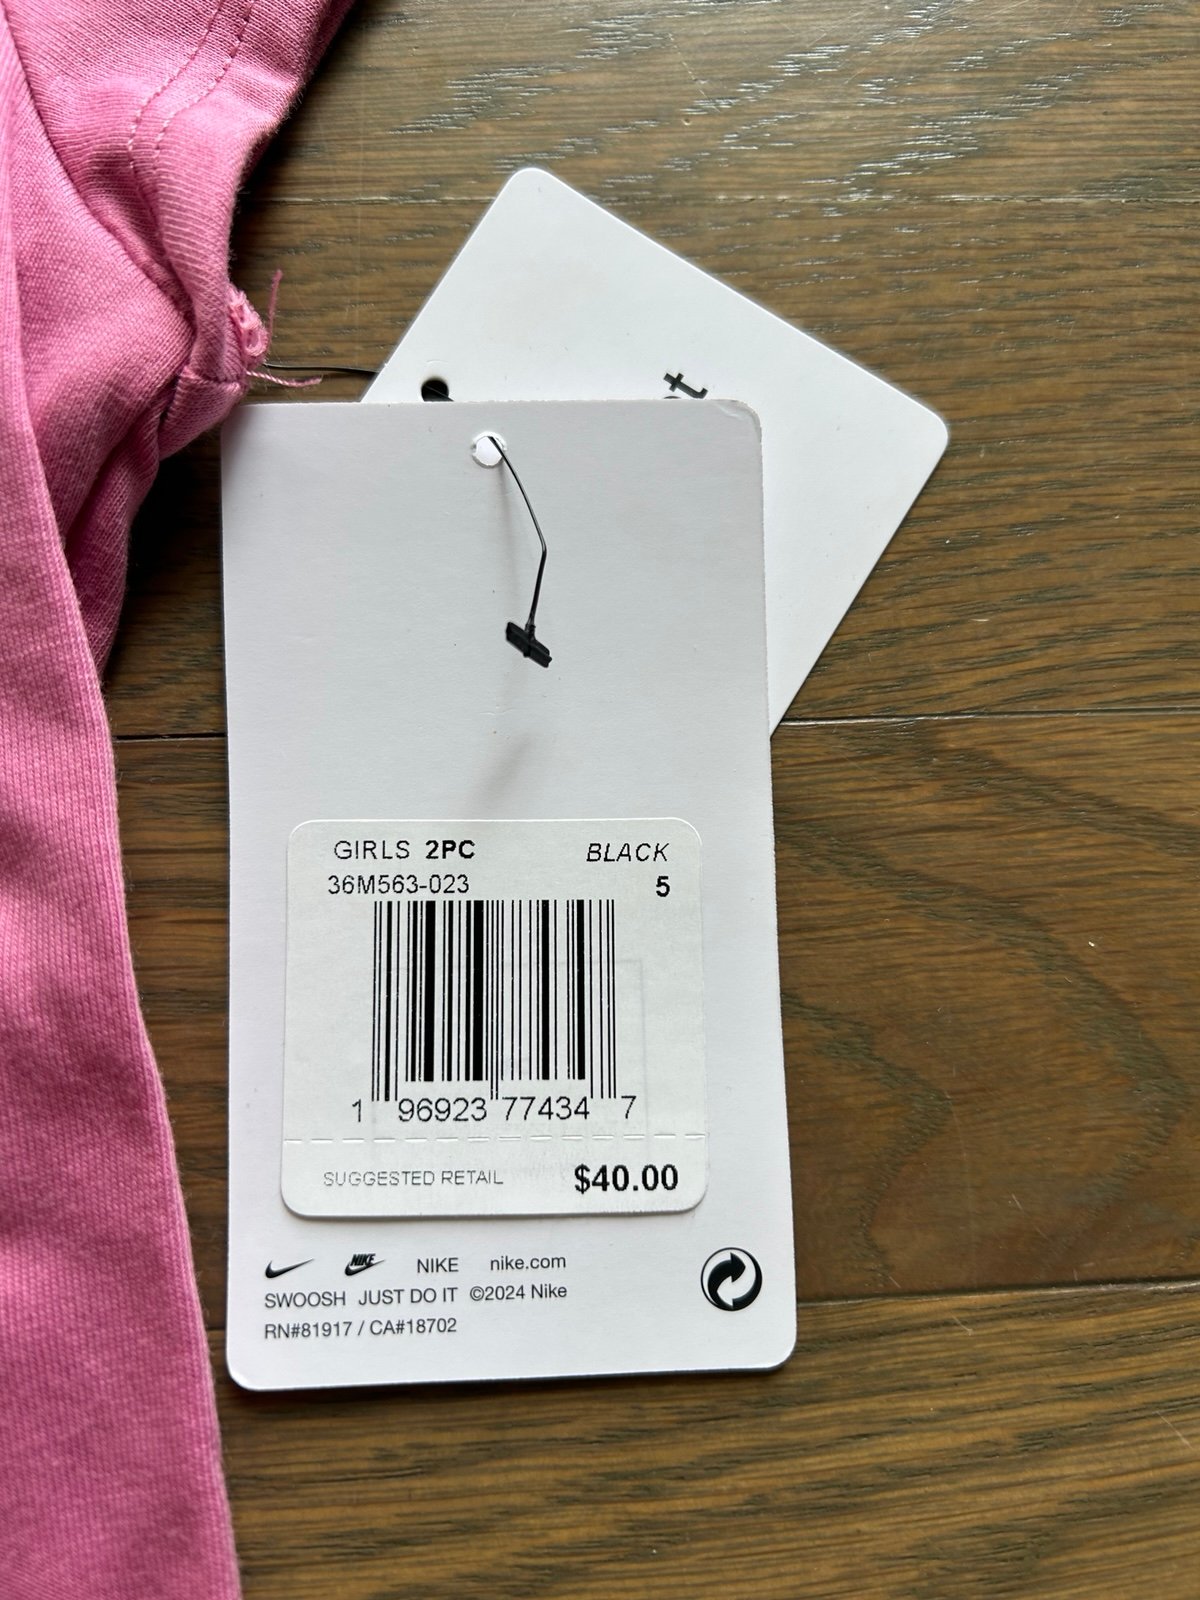 GIRLS 2PC BLACK
36M563-023 5
1 96923 77434 7
SUGGESTED RETAIL $40.00
NIKE NIKE nike.com
SWOOSH JUST DO IT ©2024 Nike
RN#81917 / CA#18702